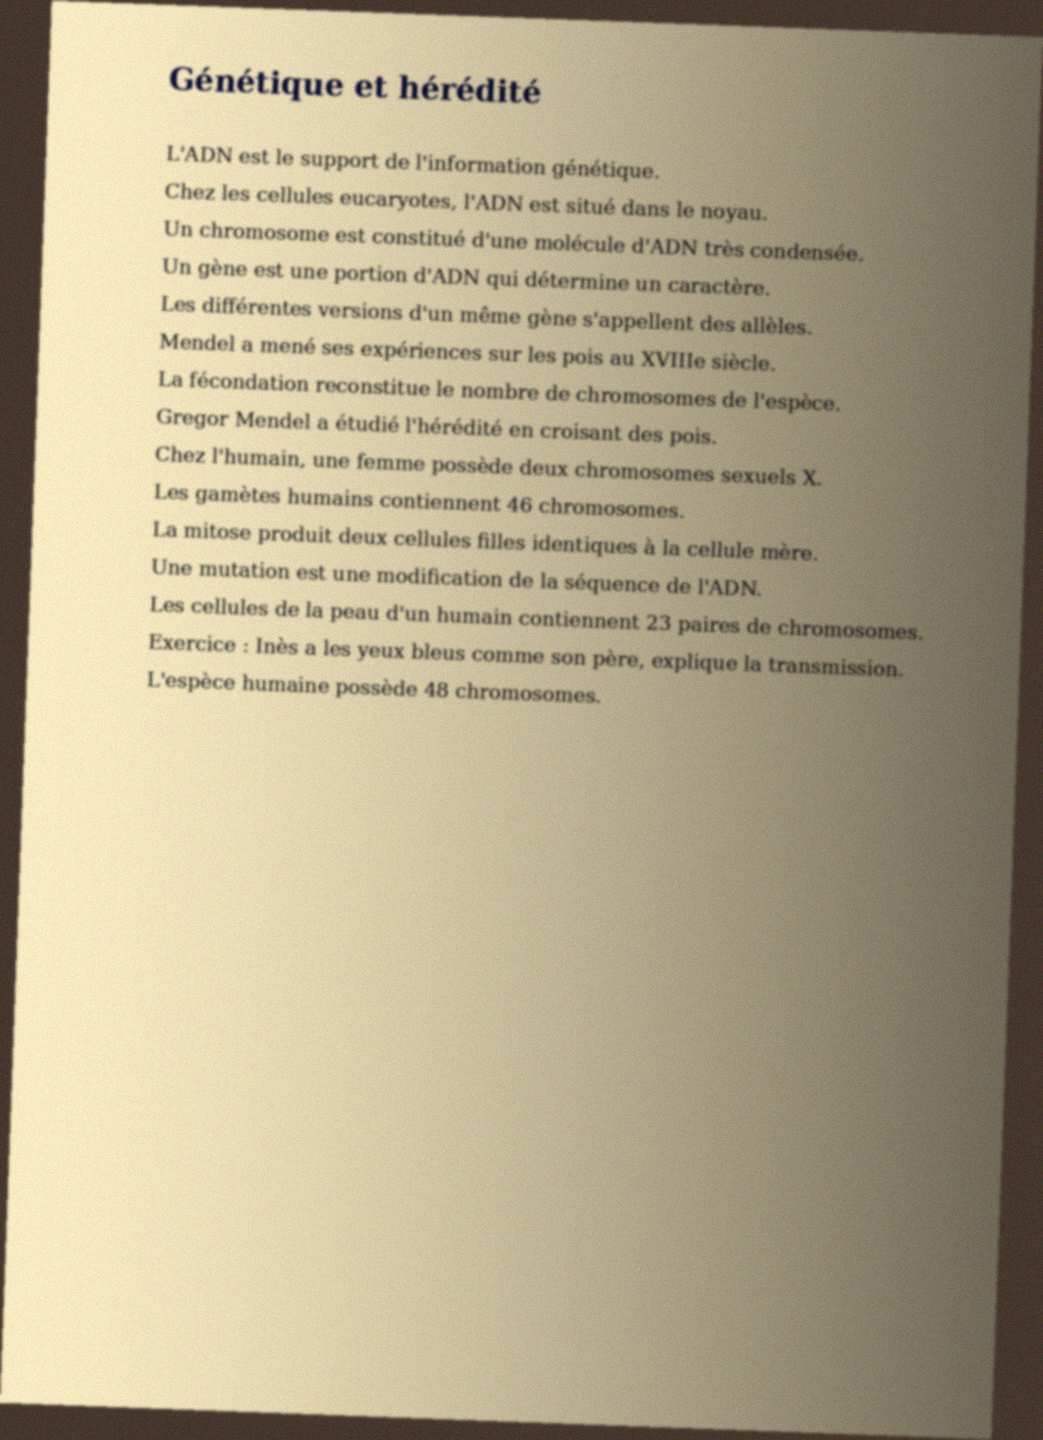 Génétique et hérédité
L'ADN est le support de l'information génétique.
Chez les cellules eucaryotes, l'ADN est situé dans le noyau.
Un chromosome est constitué d'une molécule d'ADN très condensée.
Un gène est une portion d'ADN qui détermine un caractère.
Les différentes versions d'un même gène s'appellent des allèles.
Mendel a mené ses expériences sur les pois au XVIIIe siècle.
La fécondation reconstitue le nombre de chromosomes de l'espèce.
Gregor Mendel a étudié l'hérédité en croisant des pois.
Chez l'humain, une femme possède deux chromosomes sexuels X.
Les gamètes humains contiennent 46 chromosomes.
La mitose produit deux cellules filles identiques à la cellule mère.
Une mutation est une modification de la séquence de l'ADN.
Les cellules de la peau d'un humain contiennent 23 paires de chromosomes.
Exercice : Inès a les yeux bleus comme son père, explique la transmission.
L'espèce humaine possède 48 chromosomes.